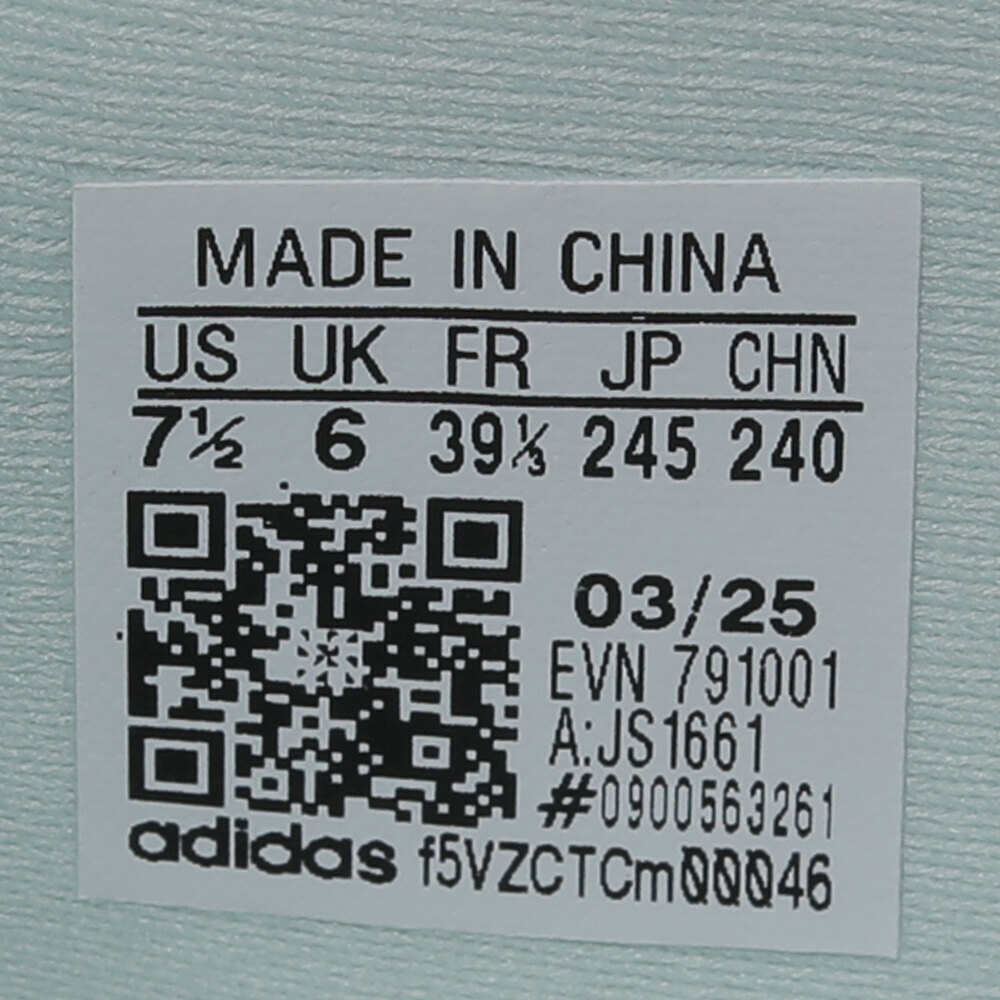 MADE IN CHINA
US UK FR JP CHN
7½ 6 39⅓ 245 240
03/25
EVN 791001
A:JS1661
#0900563261
adidas f5VZCTCm00046